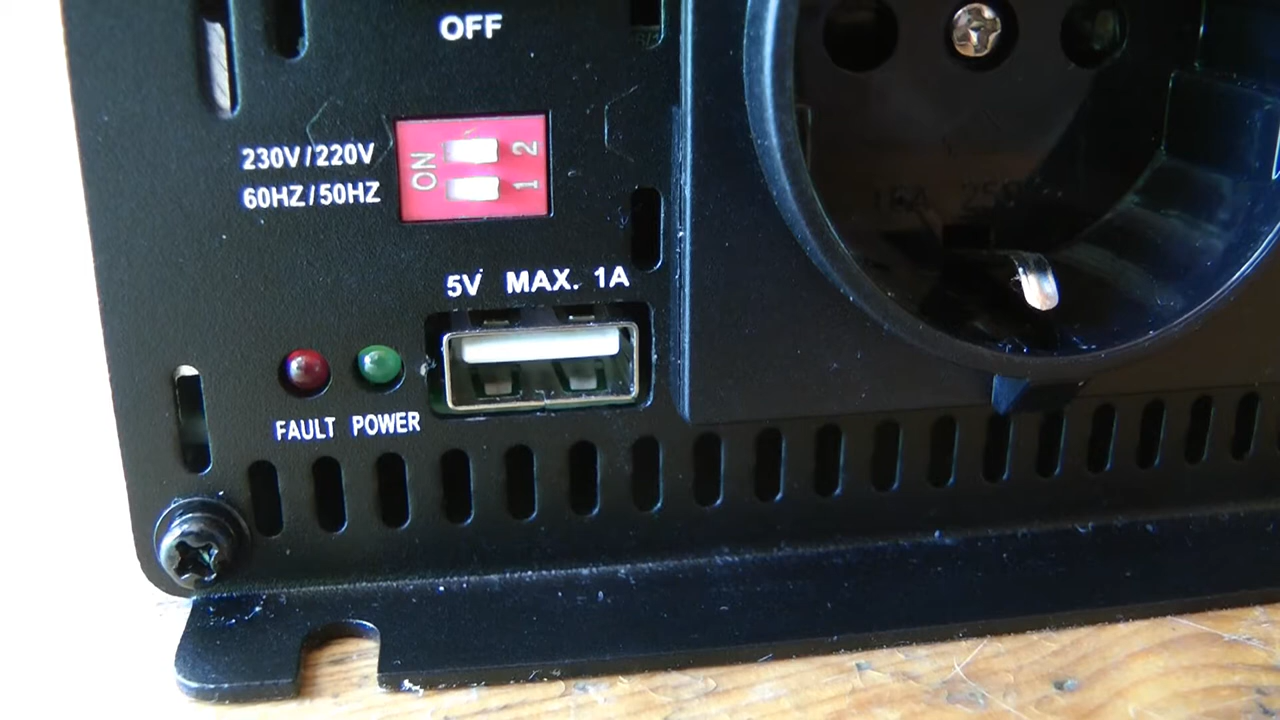 OFF
230V/220V
60HZ/50HZ
ON
2
1
5V MAX. 1A
FAULT POWER